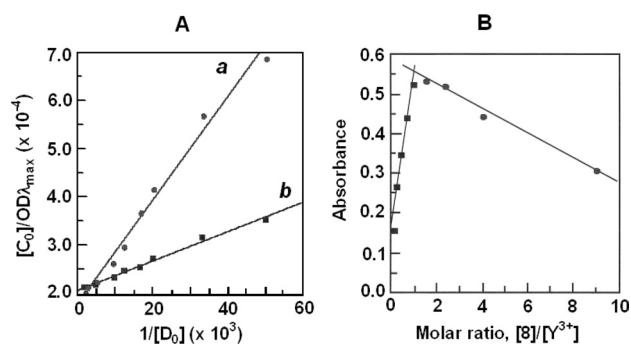 A
B
7.0
6.0
5.0
4.0
3.0
2.0
a
b
[C₀]/ODλmax (x 10⁻⁴)
0
20
40
60
1/[D₀] (x 10³)
0.6
0.5
0.4
0.3
0.2
0.1
0.0
Absorbance
0
2
4
6
8
10
Molar ratio, [8]/[Y³⁺]